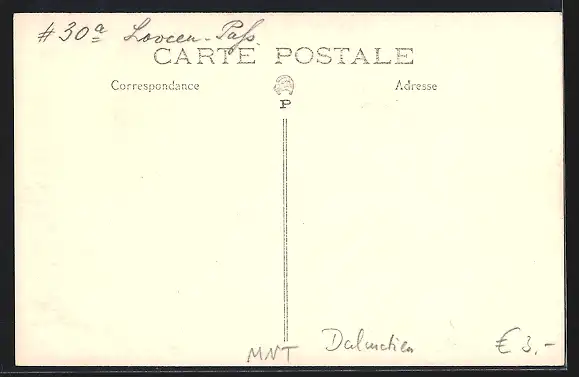 # 30a Lovcen-Paß
CARTE POSTALE
Correspondance
Adresse
P
MNT Dalmatien € 3,-